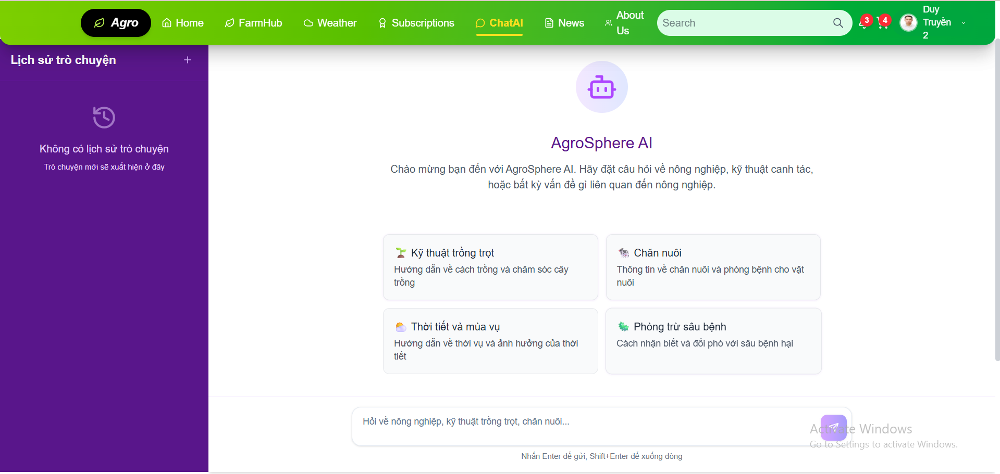 Agro
Home
FarmHub
Weather
Subscriptions
ChatAI
News
About
Us
Search
3
4
Duy
Truyền
2
Lịch sử trò chuyện
Không có lịch sử trò chuyện
Trò chuyện mới sẽ xuất hiện ở đây
AgroSphere AI
Chào mừng bạn đến với AgroSphere AI. Hãy đặt câu hỏi về nông nghiệp, kỹ thuật canh tác,
hoặc bất kỳ vấn đề gì liên quan đến nông nghiệp.
Kỹ thuật trồng trọt
Hướng dẫn về cách trồng và chăm sóc cây
trồng
Chăn nuôi
Thông tin về chăn nuôi và phòng bệnh cho vật
nuôi
Thời tiết và mùa vụ
Hướng dẫn về thời vụ và ảnh hưởng của thời
tiết
Phòng trừ sâu bệnh
Cách nhận biết và đối phó với sâu bệnh hại
Hỏi về nông nghiệp, kỹ thuật trồng trọt, chăn nuôi...
Activate Windows
Go to Settings to activate Windows.
Nhấn Enter để gửi, Shift+Enter để xuống dòng